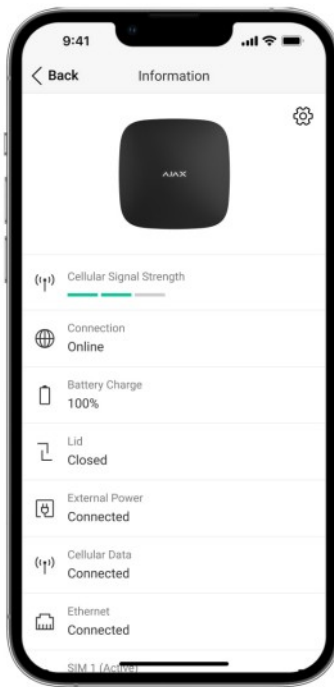 9:41
Back
Information
AJAX
Cellular Signal Strength
Connection
Online
Battery Charge
100%
Lid
Closed
External Power
Connected
Cellular Data
Connected
Ethernet
Connected
SIM 1 (Active)